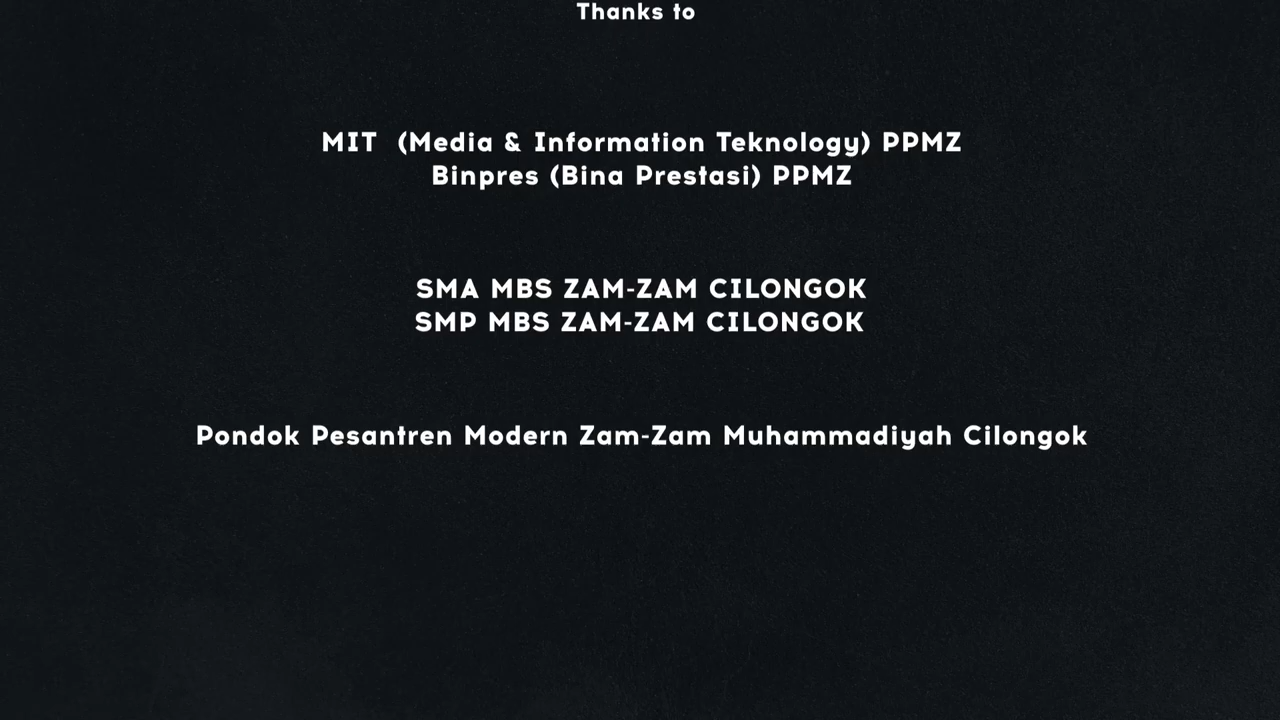 Thanks to
MIT  (Media & Information Teknology) PPMZ
Binpres (Bina Prestasi) PPMZ
SMA MBS ZAM-ZAM CILONGOK
SMP MBS ZAM-ZAM CILONGOK
Pondok Pesantren Modern Zam-Zam Muhammadiyah Cilongok